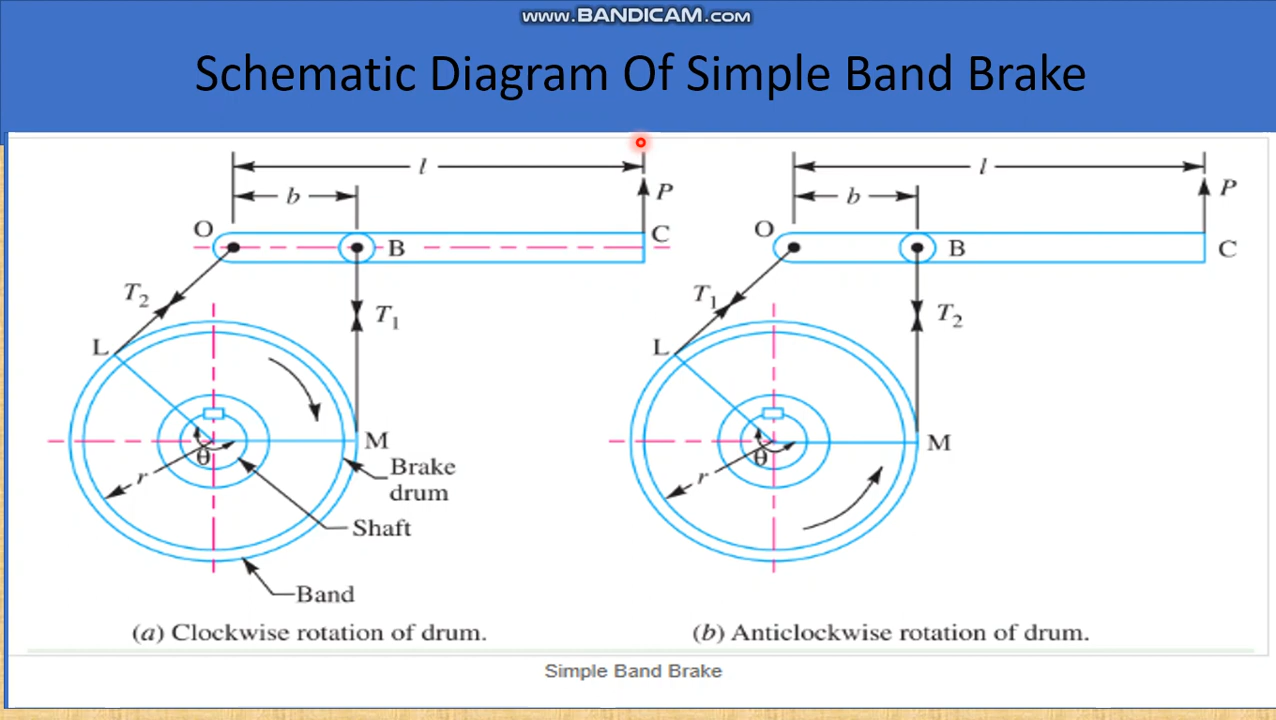 www.BANDICAM.com
Schematic Diagram Of Simple Band Brake
l
b
P
O
B
C
T2
T1
L
M
θ
r
Brake
drum
Shaft
Band
(a) Clockwise rotation of drum.
l
b
P
O
B
C
T1
T2
L
M
θ
r
(b) Anticlockwise rotation of drum.
Simple Band Brake